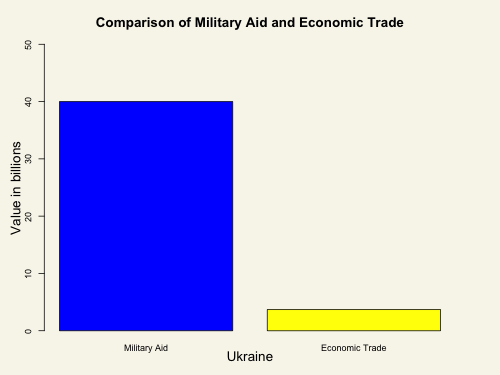 Comparison of Military Aid and Economic Trade
Value in billions
50
40
30
20
10
0
Military Aid
Economic Trade
Ukraine